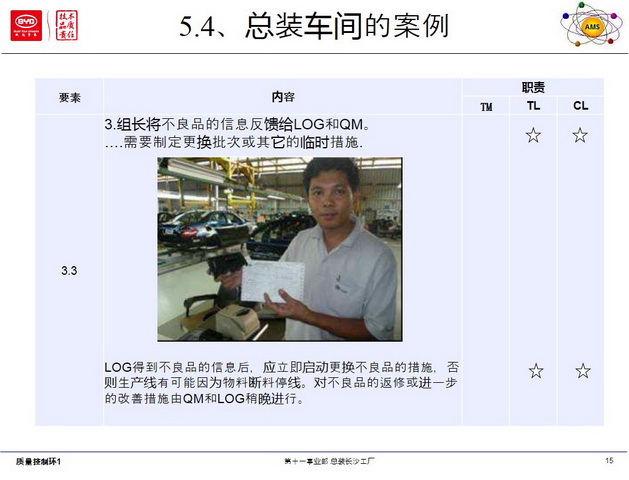 BYD
技术
品质
责信
5.4、总装车间的案例
AMS
要素
内容
职责
TM
TL
CL
3.组长将不良品的信息反馈给LOG和QM。
….需要制定更换批次或其它的临时措施.
☆
☆
3.3
LOG得到不良品的信息后，应立即启动更换不良品的措施，否
则生产线有可能因为物料断料停线。对不良品的返修或进一步
的改善措施由QM和LOG稍晚进行。
☆
☆
质量控制环1
第十一事业部 总装长沙工厂
15